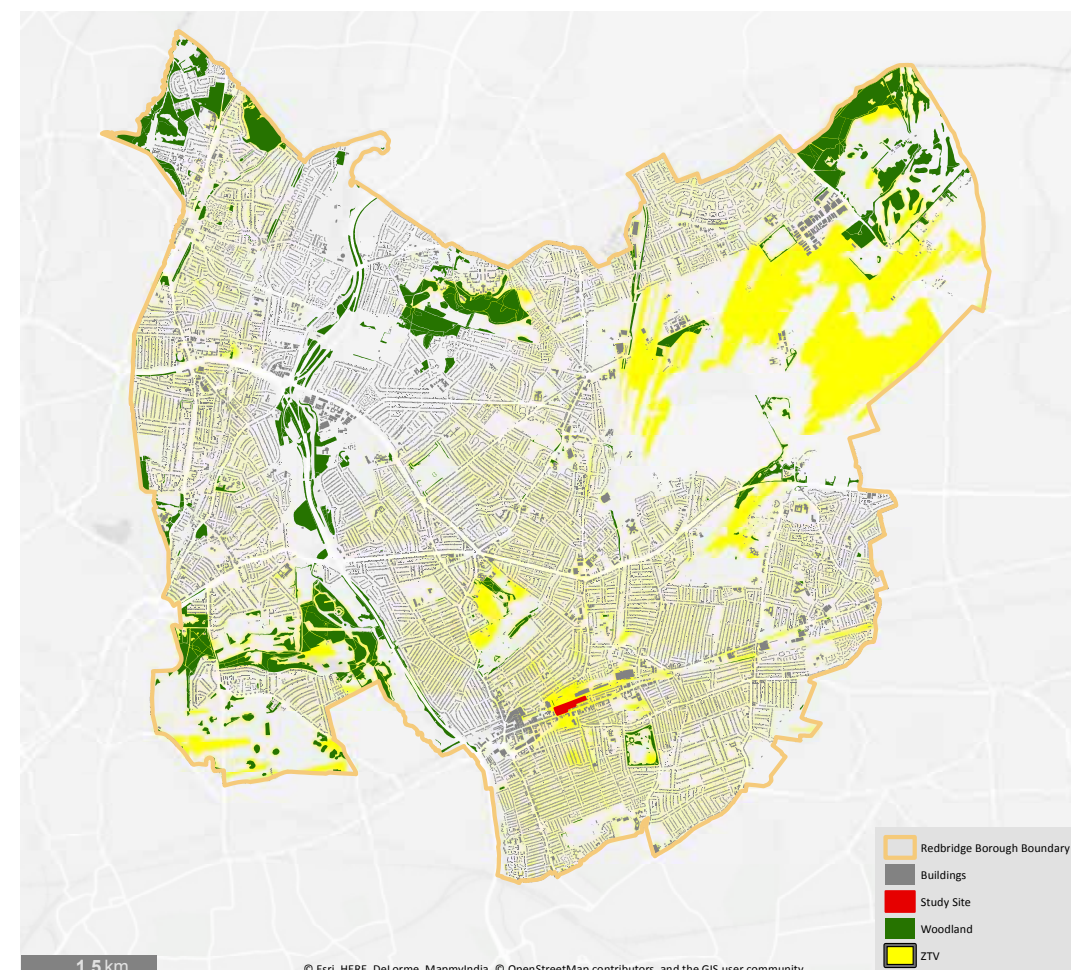 Redbridge Borough Boundary
Buildings
Study Site
Woodland
ZTV
1.5 km
© Esri, HERE, DeLorme, MapmyIndia, © OpenStreetMap contributors, and the GIS user community